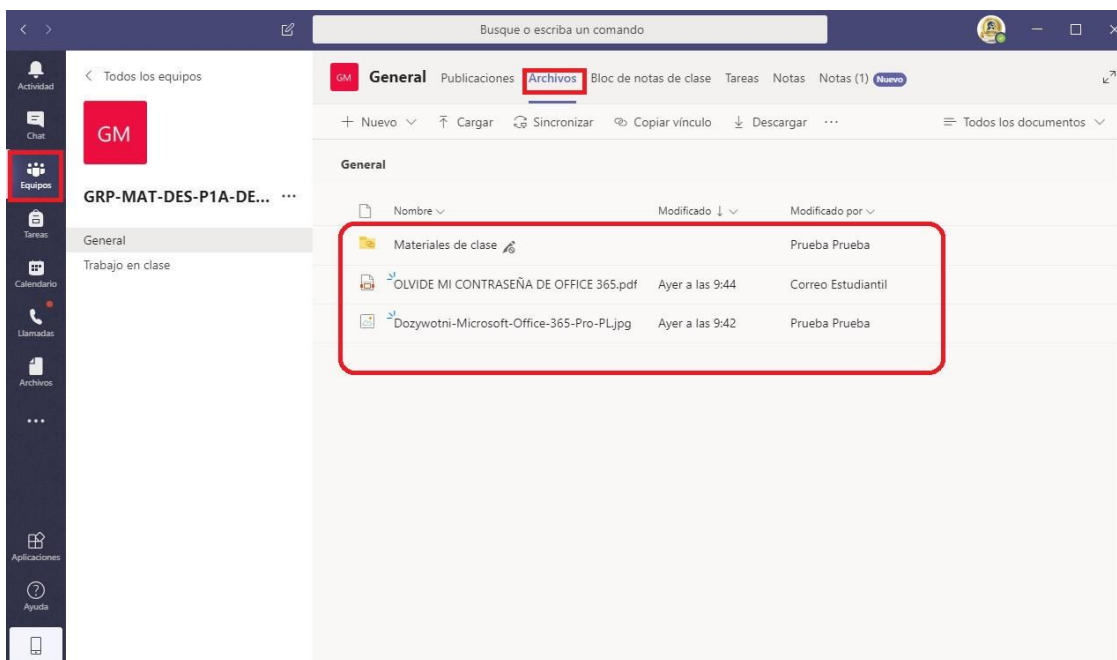 Busque o escriba un comando
Actividad
Chat
Equipos
Tareas
Calendario
Llamadas
Archivos
Aplicaciones
Ayuda
Todos los equipos
GM
GRP-MAT-DES-P1A-DE... ...
General
Trabajo en clase
GM General Publicaciones Archivos Bloc de notas de clase Tareas Notas Notas (1) Nuevo
Nuevo Cargar Sincronizar Copiar vínculo Descargar ... Todos los documentos
General
Nombre Modificado Modificado por
Materiales de clase Prueba Prueba
OLVIDE MI CONTRASEÑA DE OFFICE 365.pdf Ayer a las 9:44 Correo Estudiantil
Dozywotni-Microsoft-Office-365-Pro-PL.jpg Ayer a las 9:42 Prueba Prueba